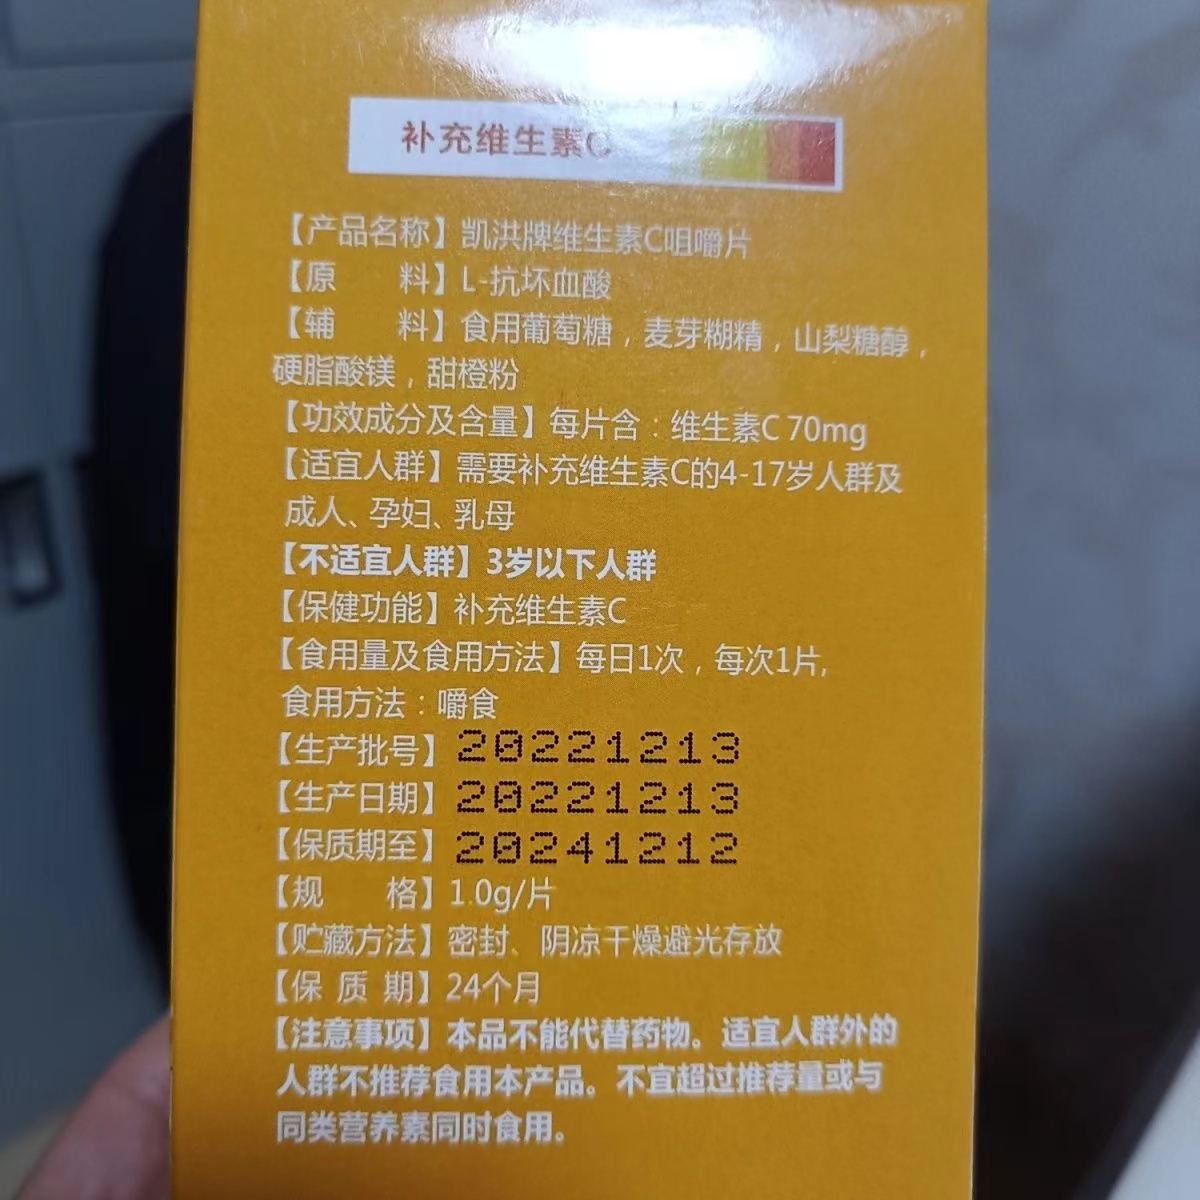 补充维生素C
【产品名称】凯洪牌维生素C咀嚼片
【原　　料】L-抗坏血酸
【辅　　料】食用葡萄糖，麦芽糊精，山梨糖醇，
硬脂酸镁，甜橙粉
【功效成分及含量】每片含：维生素C 70mg
【适宜人群】需要补充维生素C的4-17岁人群及
成人、孕妇、乳母
【不适宜人群】3岁以下人群
【保健功能】补充维生素C
【食用量及食用方法】每日1次，每次1片,
食用方法：嚼食
【生产批号】20221213
【生产日期】20221213
【保质期至】20241212
【规　　格】1.0g/片
【贮藏方法】密封、阴凉干燥避光存放
【保 质 期】24个月
【注意事项】本品不能代替药物。适宜人群外的
人群不推荐食用本产品。不宜超过推荐量或与
同类营养素同时食用。